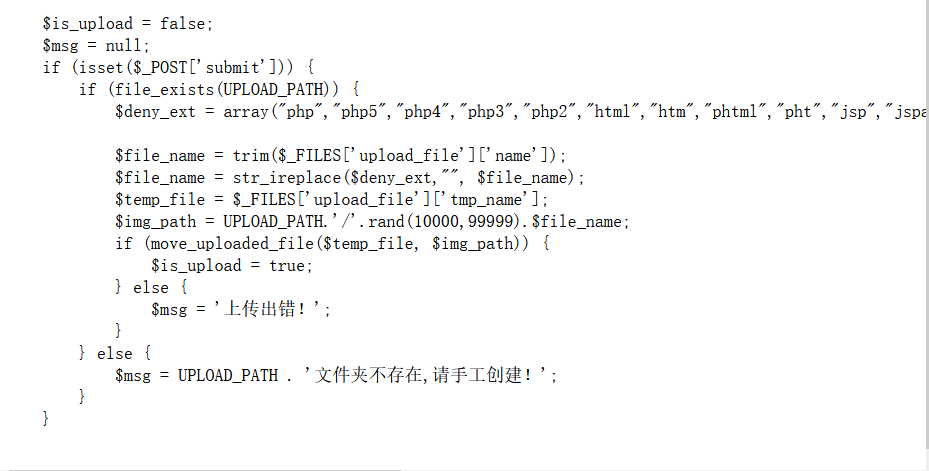 $is_upload = false;
$msg = null;
if (isset($_POST['submit'])) {
    if (file_exists(UPLOAD_PATH)) {
        $deny_ext = array("php","php5","php4","php3","php2","html","htm","phtml","pht","jsp","jspa
        $file_name = trim($_FILES['upload_file']['name']);
        $file_name = str_ireplace($deny_ext,"", $file_name);
        $temp_file = $_FILES['upload_file']['tmp_name'];
        $img_path = UPLOAD_PATH.'/'.rand(10000,99999).$file_name;
        if (move_uploaded_file($temp_file, $img_path)) {
            $is_upload = true;
        } else {
            $msg = '上传出错！';
        }
    } else {
        $msg = UPLOAD_PATH . '文件夹不存在,请手工创建！';
    }
}